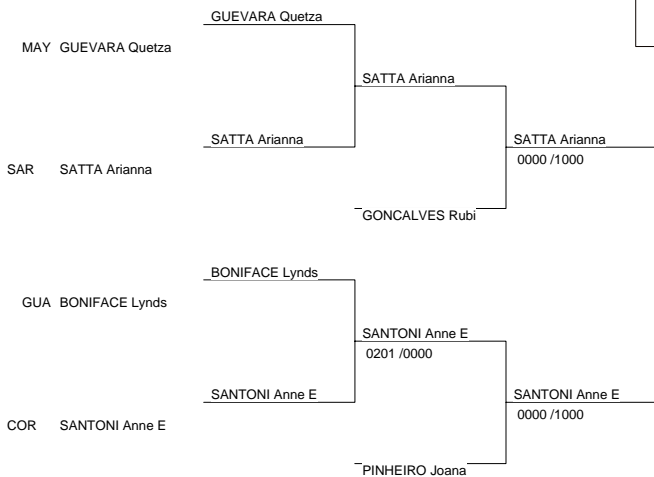 GUEVARA Quetza
MAY GUEVARA Quetza
SATTA Arianna
SATTA Arianna
SATTA Arianna
0000 /1000
SAR SATTA Arianna
GONCALVES Rubi
BONIFACE Lynds
GUA BONIFACE Lynds
SANTONI Anne E
0201 /0000
SANTONI Anne E
SANTONI Anne E
0000 /1000
COR SANTONI Anne E
PINHEIRO Joana